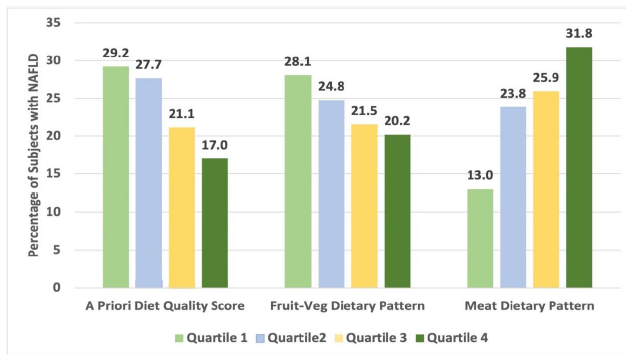 Percentage of Subjects with NAFLD
35
30
25
20
15
10
5
0
29.2
27.7
21.1
17.0
28.1
24.8
21.5
20.2
13.0
23.8
25.9
31.8
A Priori Diet Quality Score
Fruit-Veg Dietary Pattern
Meat Dietary Pattern
Quartile 1
Quartile2
Quartile 3
Quartile 4